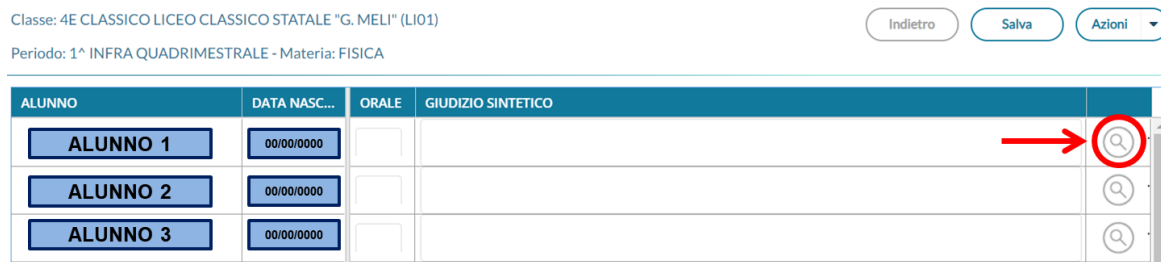 Classe: 4E CLASSICO LICEO CLASSICO STATALE "G. MELI" (LI01)
Indietro Salva Azioni
Periodo: 1^ INFRA QUADRIMESTRALE - Materia: FISICA
ALUNNO DATA NASC... ORALE GIUDIZIO SINTETICO
ALUNNO 1 00/00/0000
ALUNNO 2 00/00/0000
ALUNNO 3 00/00/0000